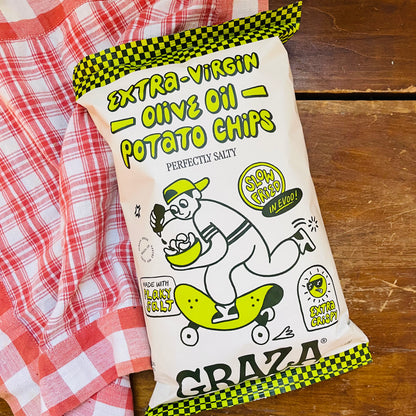 EXTRA-VIRGIN
— OLIVE OIL —
POTATO CHIPS
PERFECTLY SALTY
SLOW
FRIED
IN EVOO!
MADE WITH
FLAKY
SALT
EXTRA
CRISPY
GRAZA®